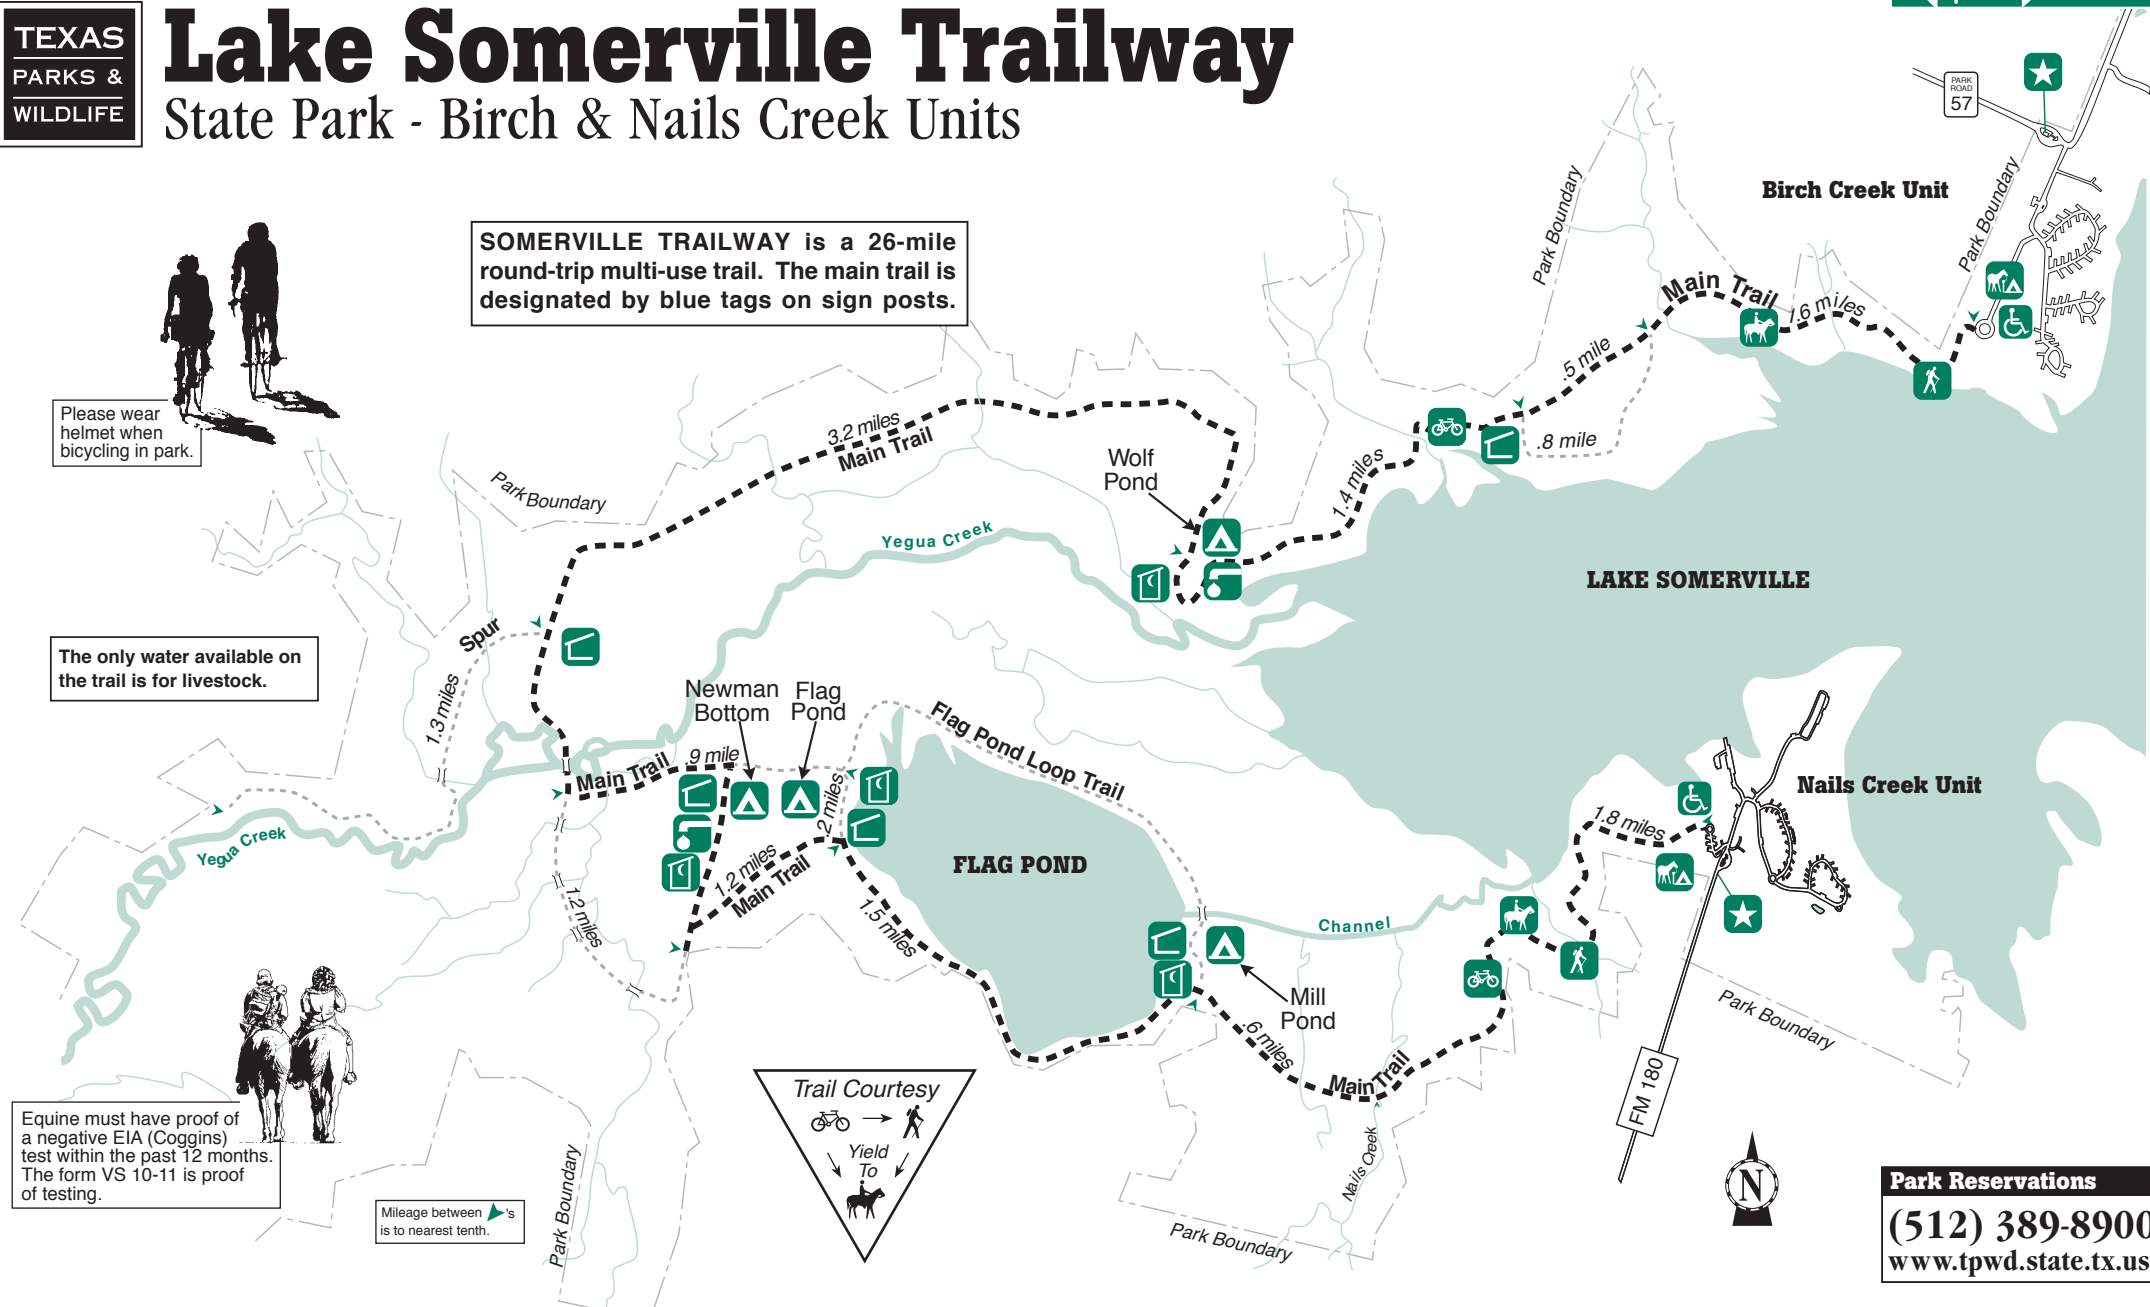 TEXAS
PARKS &
WILDLIFE
Lake Somerville Trailway
State Park - Birch & Nails Creek Units
PARK
ROAD
57
Birch Creek Unit
Park Boundary
Park Boundary
SOMERVILLE TRAILWAY is a 26-mile
round-trip multi-use trail. The main trail is
designated by blue tags on sign posts.
Main Trail
1.6 miles
.5 mile
.8 mile
Please wear
helmet when
bicycling in park.
3.2 miles
Main Trail
Wolf
Pond
1.4 miles
Park Boundary
Yegua Creek
LAKE SOMERVILLE
Spur
The only water available on
the trail is for livestock.
1.3 miles
Newman
Bottom
Flag
Pond
Flag Pond Loop Trail
Main Trail
.9 mile
.2 miles
Nails Creek Unit
1.8 miles
Yegua Creek
FLAG POND
1.2 miles
Main Trail
1.2 miles
1.5 miles
Channel
Mill
Pond
.6 miles
Main Trail
Park Boundary
FM 180
Trail Courtesy
Yield
To
Nails Creek
Equine must have proof of
a negative EIA (Coggins)
test within the past 12 months.
The form VS 10-11 is proof
of testing.
Mileage between 's
is to nearest tenth.
Park Boundary
Park Boundary
N
Park Reservations
(512) 389-8900
www.tpwd.state.tx.us